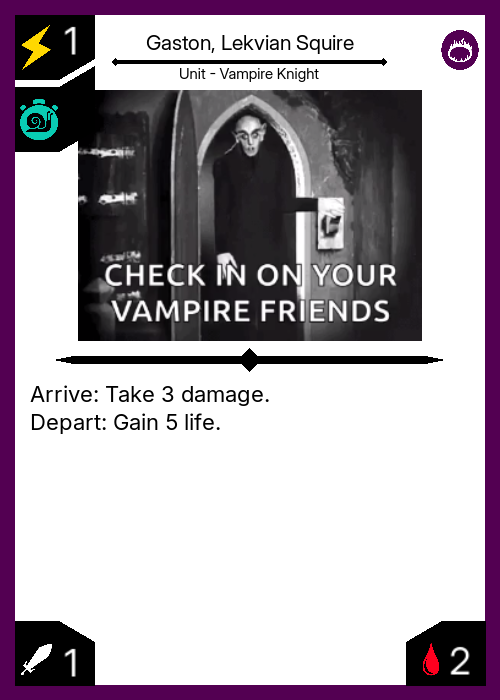 1
Gaston, Lekvian Squire
Unit - Vampire Knight
CHECK IN ON YOUR
VAMPIRE FRIENDS
Arrive: Take 3 damage.
Depart: Gain 5 life.
1
2